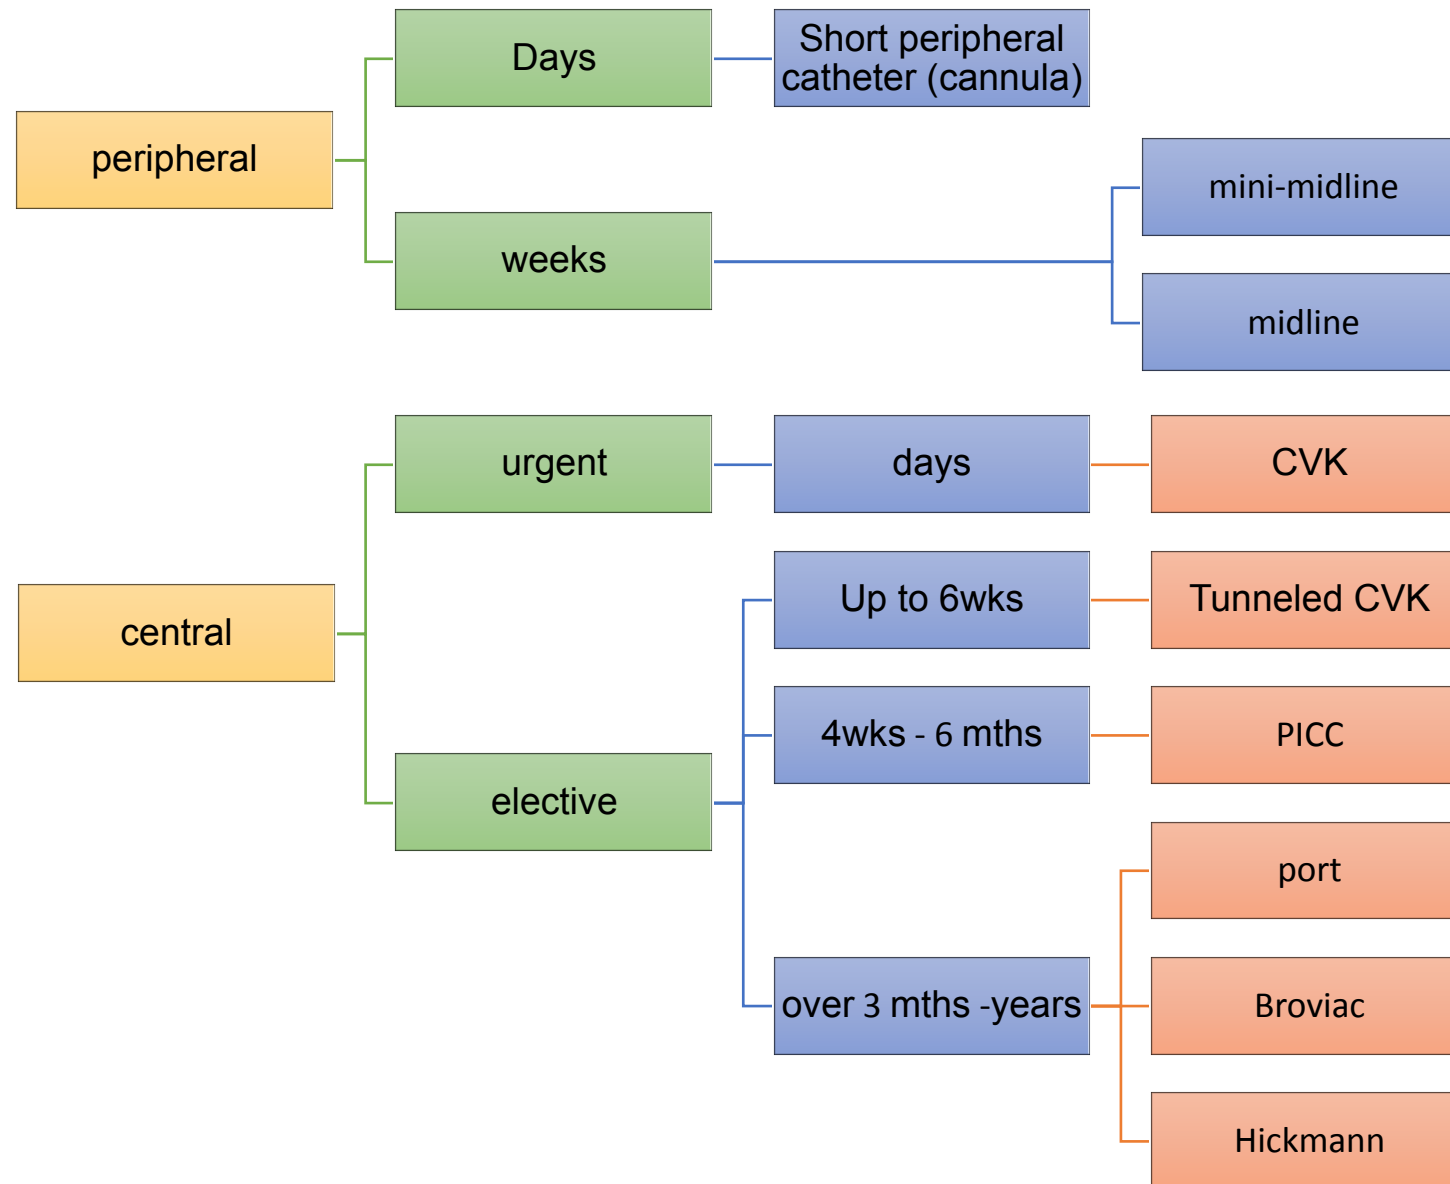 peripheral
Days
Short peripheral
catheter (cannula)
weeks
mini-midline
midline
central
urgent
days
CVK
elective
Up to 6wks
Tunneled CVK
4wks - 6 mths
PICC
over 3 mths -years
port
Broviac
Hickmann